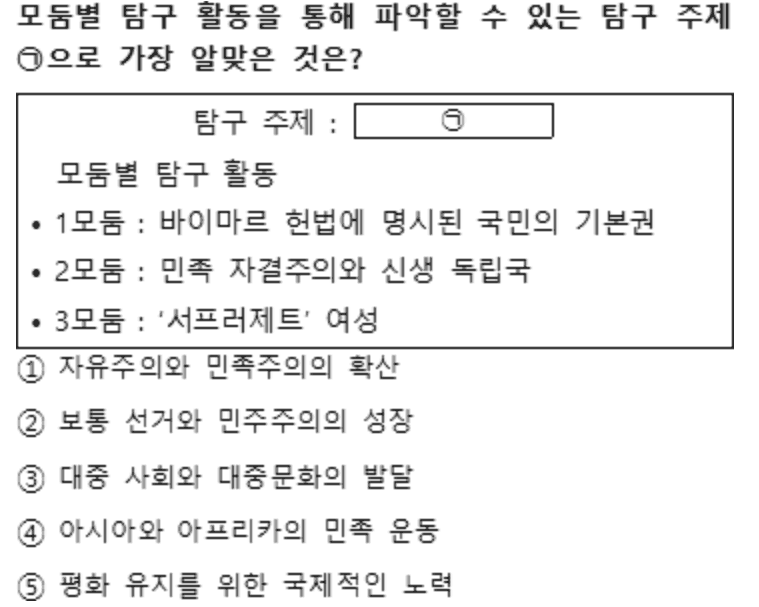 모둠별 탐구 활동을 통해 파악할 수 있는 탐구 주제
㉠으로 가장 알맞은 것은?
탐구 주제 : ㉠
모둠별 탐구 활동
• 1모둠 : 바이마르 헌법에 명시된 국민의 기본권
• 2모둠 : 민족 자결주의와 신생 독립국
• 3모둠 : ‘서프러제트’ 여성
① 자유주의와 민족주의의 확산
② 보통 선거와 민주주의의 성장
③ 대중 사회와 대중문화의 발달
④ 아시아와 아프리카의 민족 운동
⑤ 평화 유지를 위한 국제적인 노력